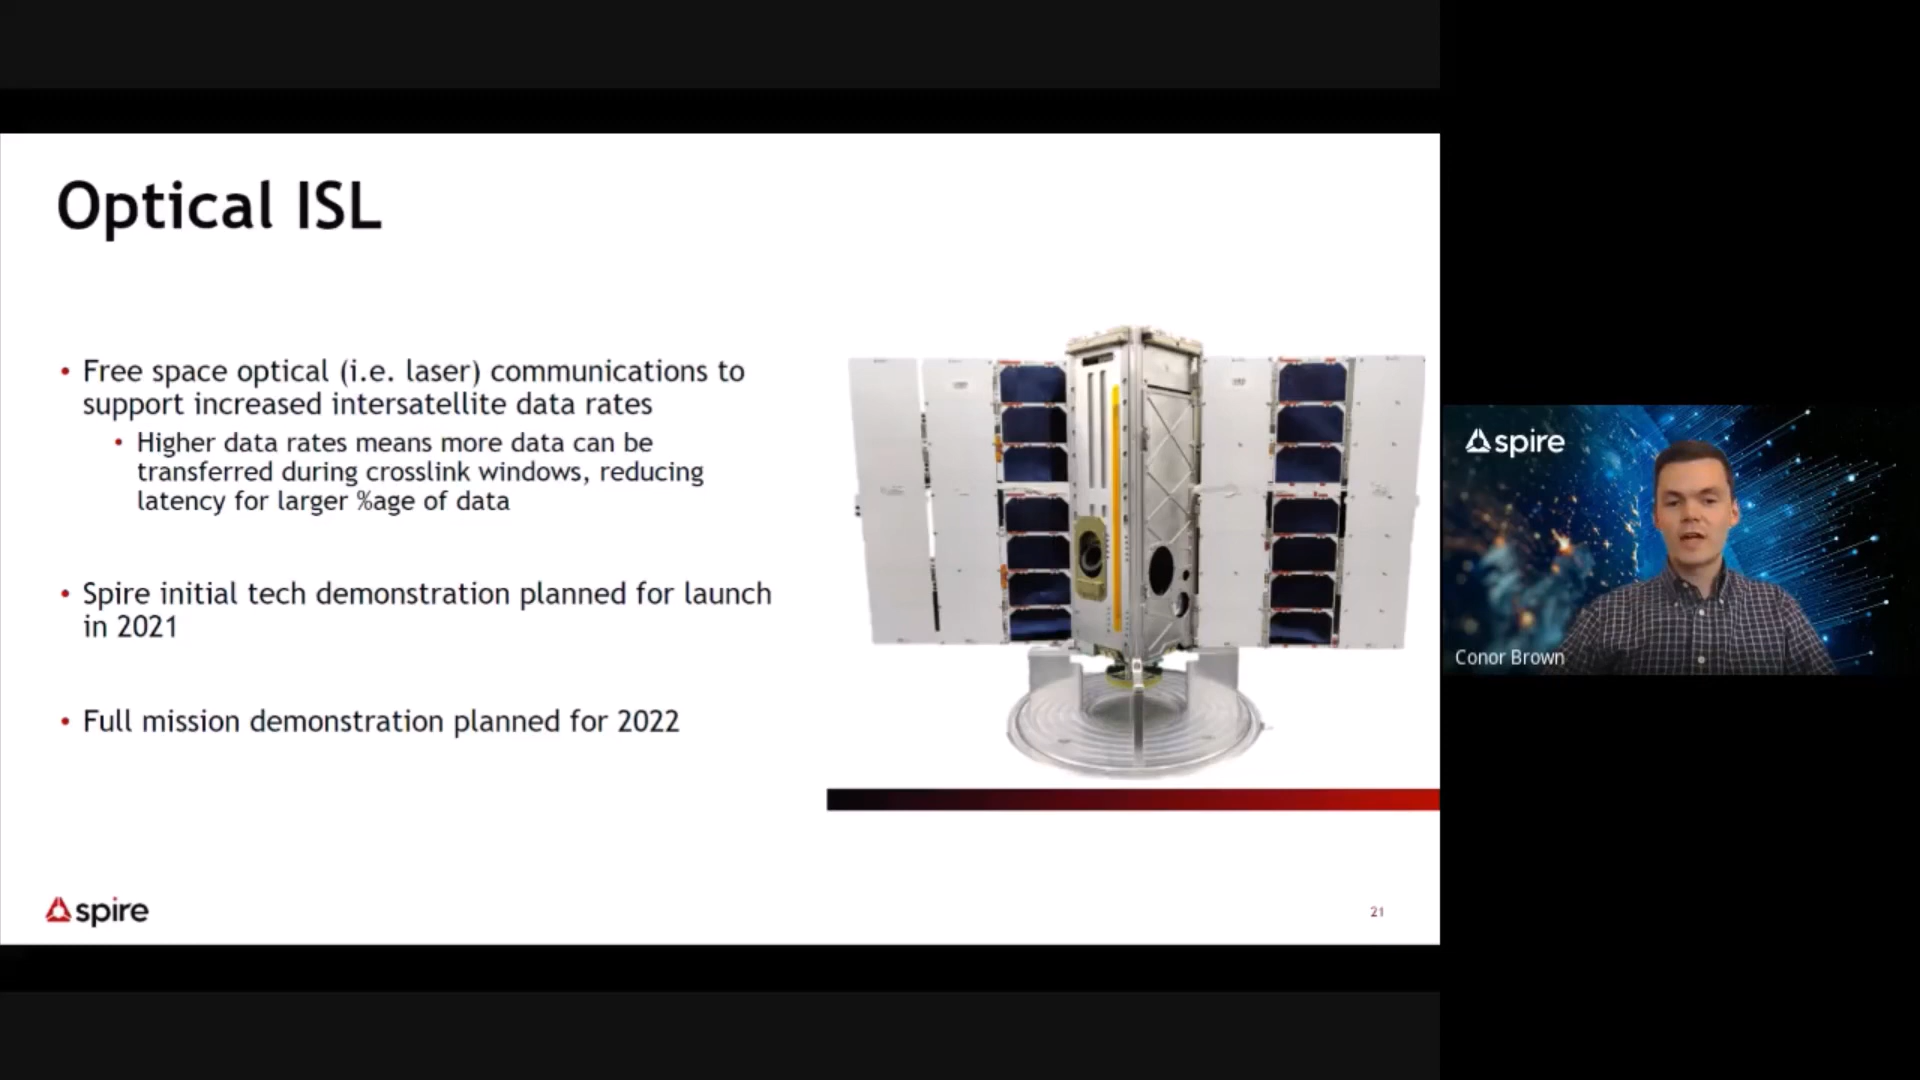 Optical ISL
• Free space optical (i.e. laser) communications to
support increased intersatellite data rates
• Higher data rates means more data can be
transferred during crosslink windows, reducing
latency for larger %age of data
• Spire initial tech demonstration planned for launch
in 2021
• Full mission demonstration planned for 2022
spire
21
spire
Conor Brown